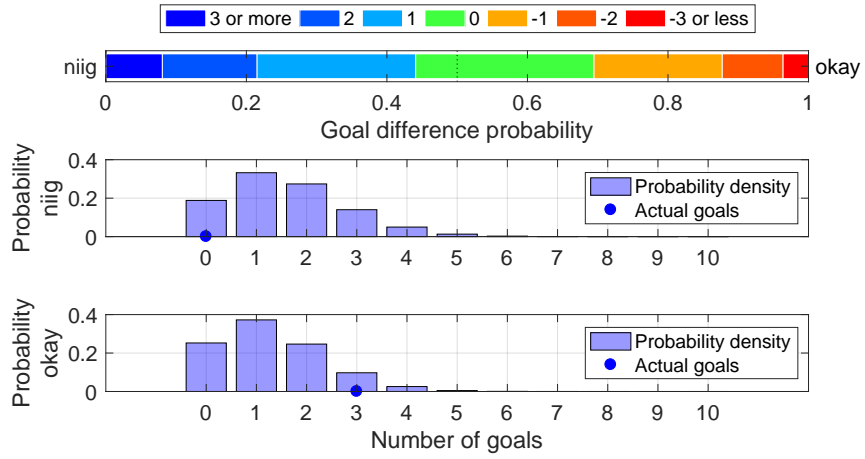 3 or more 2 1 0 -1 -2 -3 or less
niig okay
0 0.2 0.4 0.6 0.8 1
Goal difference probability
Probability
niig
0.4
0.2
0
Probability density
Actual goals
0 1 2 3 4 5 6 7 8 9 10
Probability
okay
0.4
0.2
0
Probability density
Actual goals
0 1 2 3 4 5 6 7 8 9 10
Number of goals